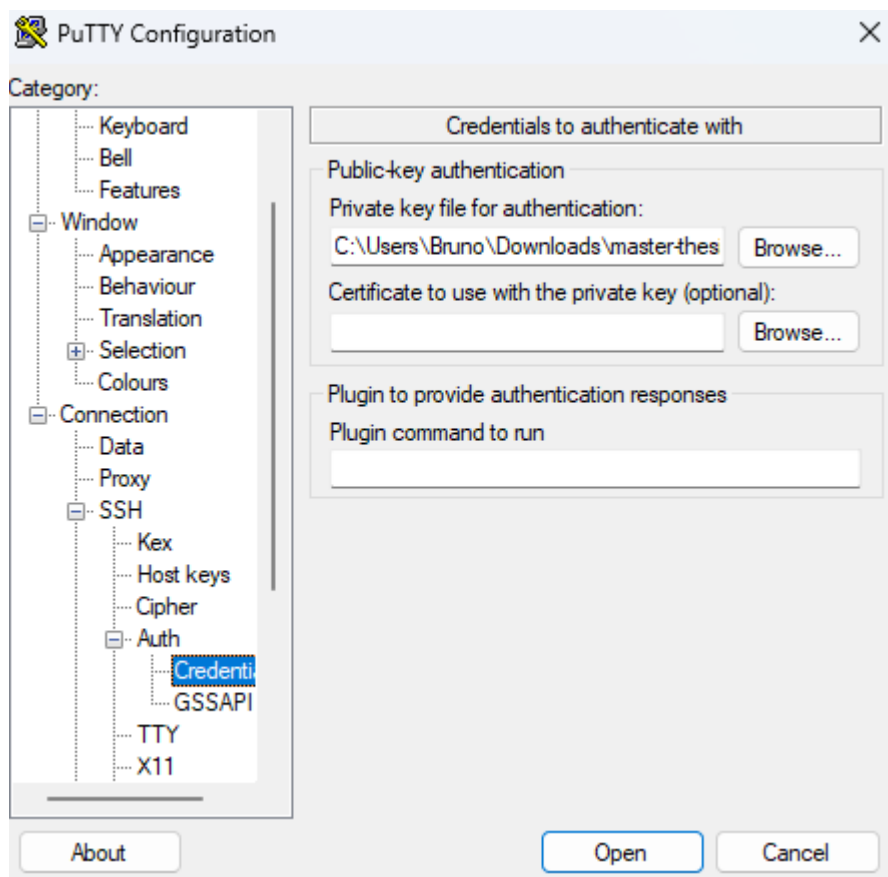 PuTTY Configuration
Category:
Keyboard
Bell
Features
Window
Appearance
Behaviour
Translation
Selection
Colours
Connection
Data
Proxy
SSH
Kex
Host keys
Cipher
Auth
Credenti
GSSAPI
TTY
X11
Credentials to authenticate with
Public-key authentication
Private key file for authentication:
C:\Users\Bruno\Downloads\master-thes
Browse...
Certificate to use with the private key (optional):
Browse...
Plugin to provide authentication responses
Plugin command to run
About
Open
Cancel